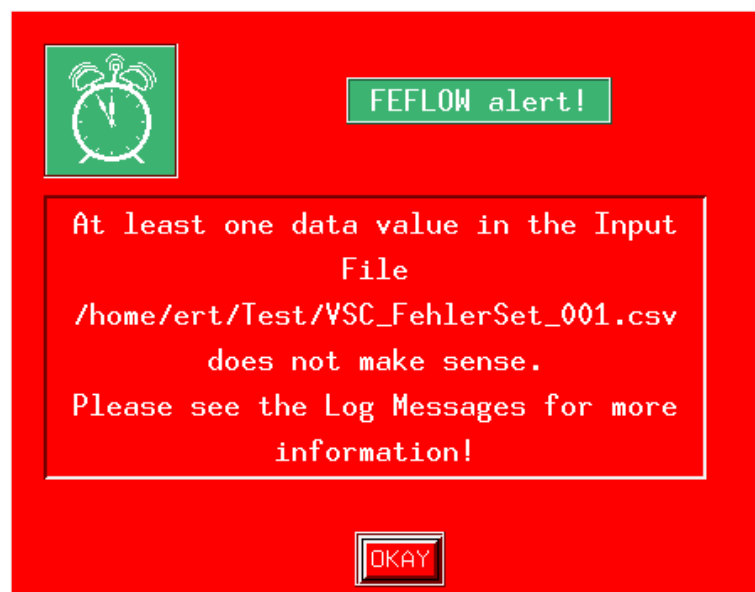 FEFLOW alert!
At least one data value in the Input
File
/home/ert/Test/VSC_FehlerSet_001.csv
does not make sense.
Please see the Log Messages for more
information!
OKAY